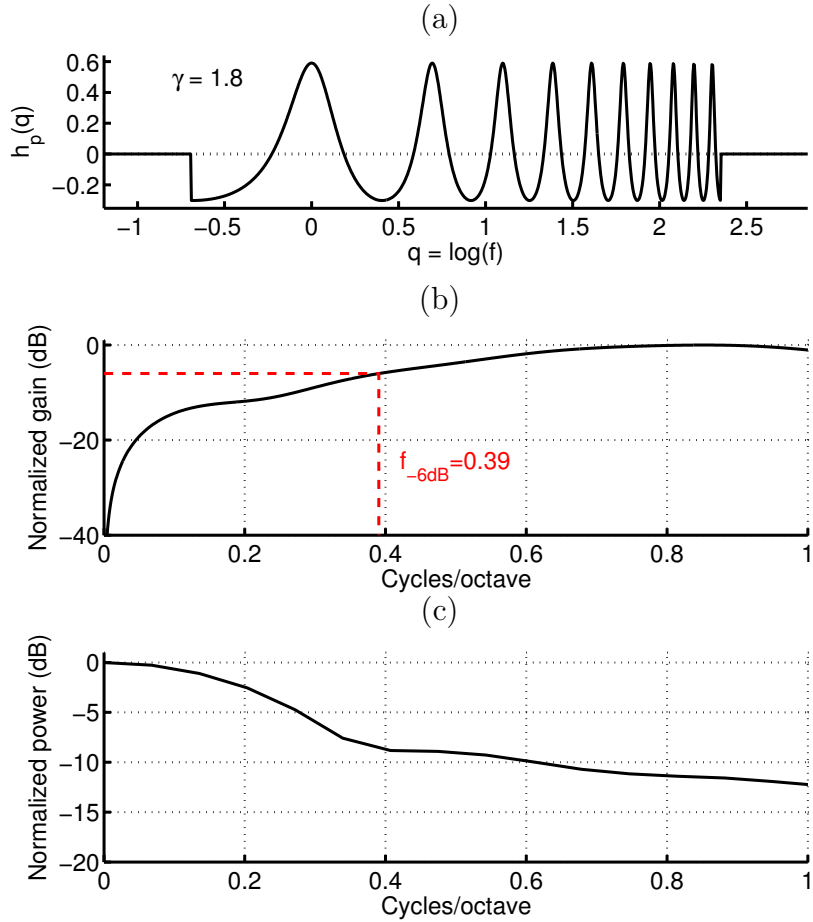 (a)
h_p(q)
0.6
0.4
0.2
0
−0.2
γ = 1.8
−1 −0.5 0 0.5 1 1.5 2 2.5
q = log(f)
(b)
Normalized gain (dB)
0
−20
−40
f_−6dB=0.39
0 0.2 0.4 0.6 0.8 1
Cycles/octave
(c)
Normalized power (dB)
0
−5
−10
−15
−20
0 0.2 0.4 0.6 0.8 1
Cycles/octave